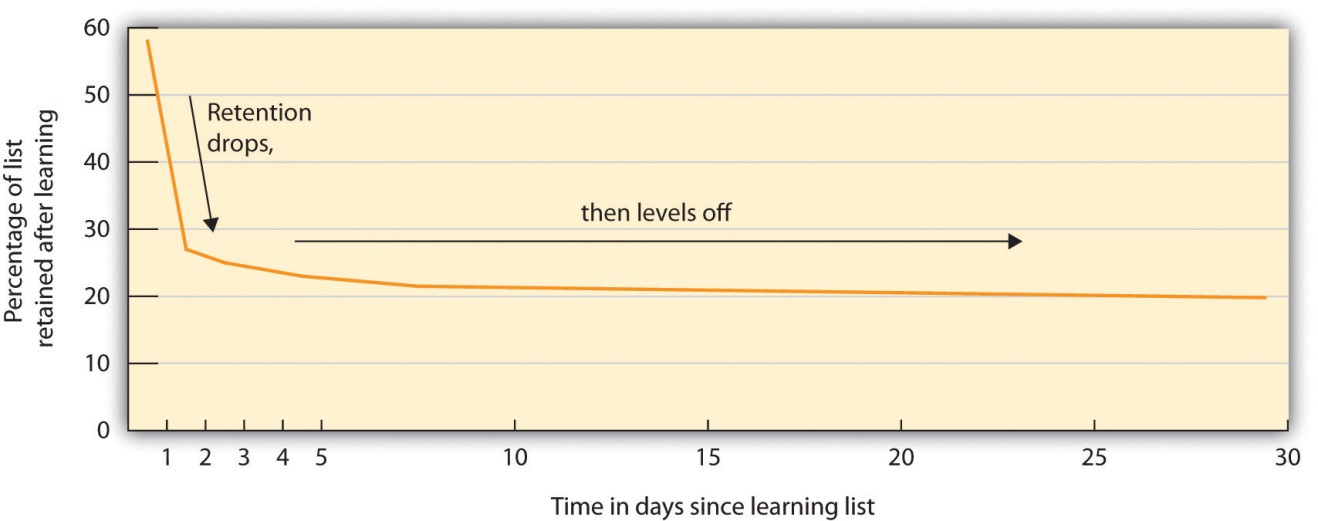 60
50
40
30
20
10
0
Percentage of list
retained after learning
Retention
drops,
then levels off
1 2 3 4 5 10 15 20 25 30
Time in days since learning list